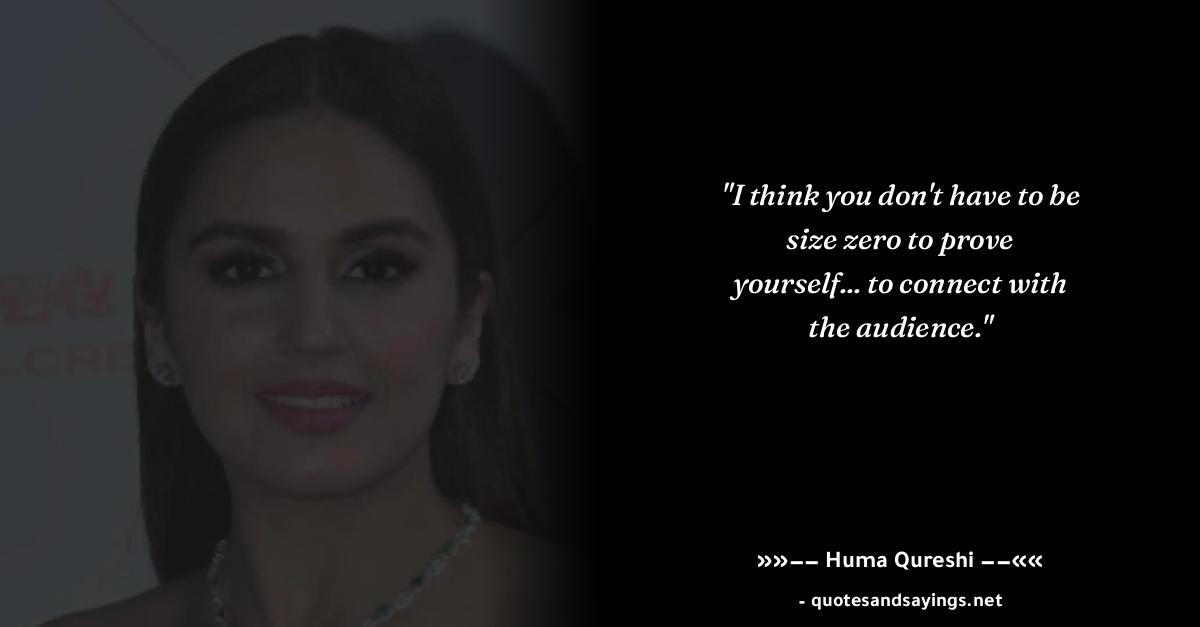 "I think you don't have to be
size zero to prove
yourself... to connect with
the audience."
»»–– Huma Qureshi ––««
- quotesandsayings.net